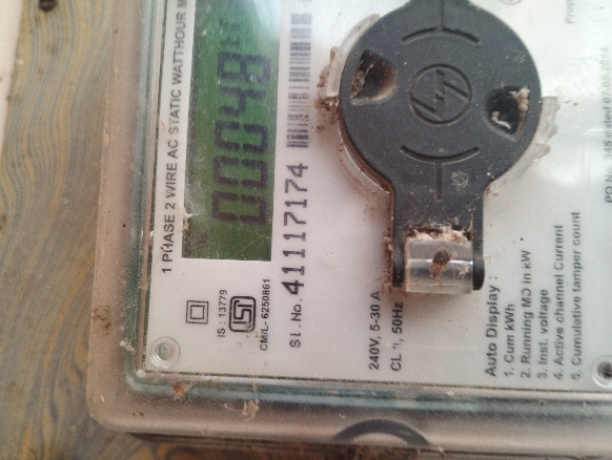 1 PHASE 2 WIRE AC STATIC WATTHOUR
00048
IS : 13779
CM/L- 6250861
Sl.No. 41117174
240V, 5-30 A
50Hz
Auto Display :
1. Cum kWh
2. Running MD in kW
3. Inst. voltage
4. Active channel Current
5. Cumulative tamper count